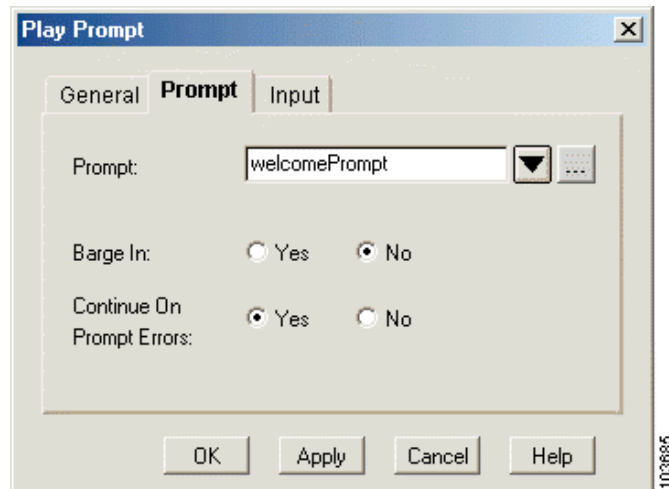 Play Prompt
General Prompt Input
Prompt: welcomePrompt ...
Barge In: Yes No
Continue On
Prompt Errors: Yes No
OK Apply Cancel Help
103685